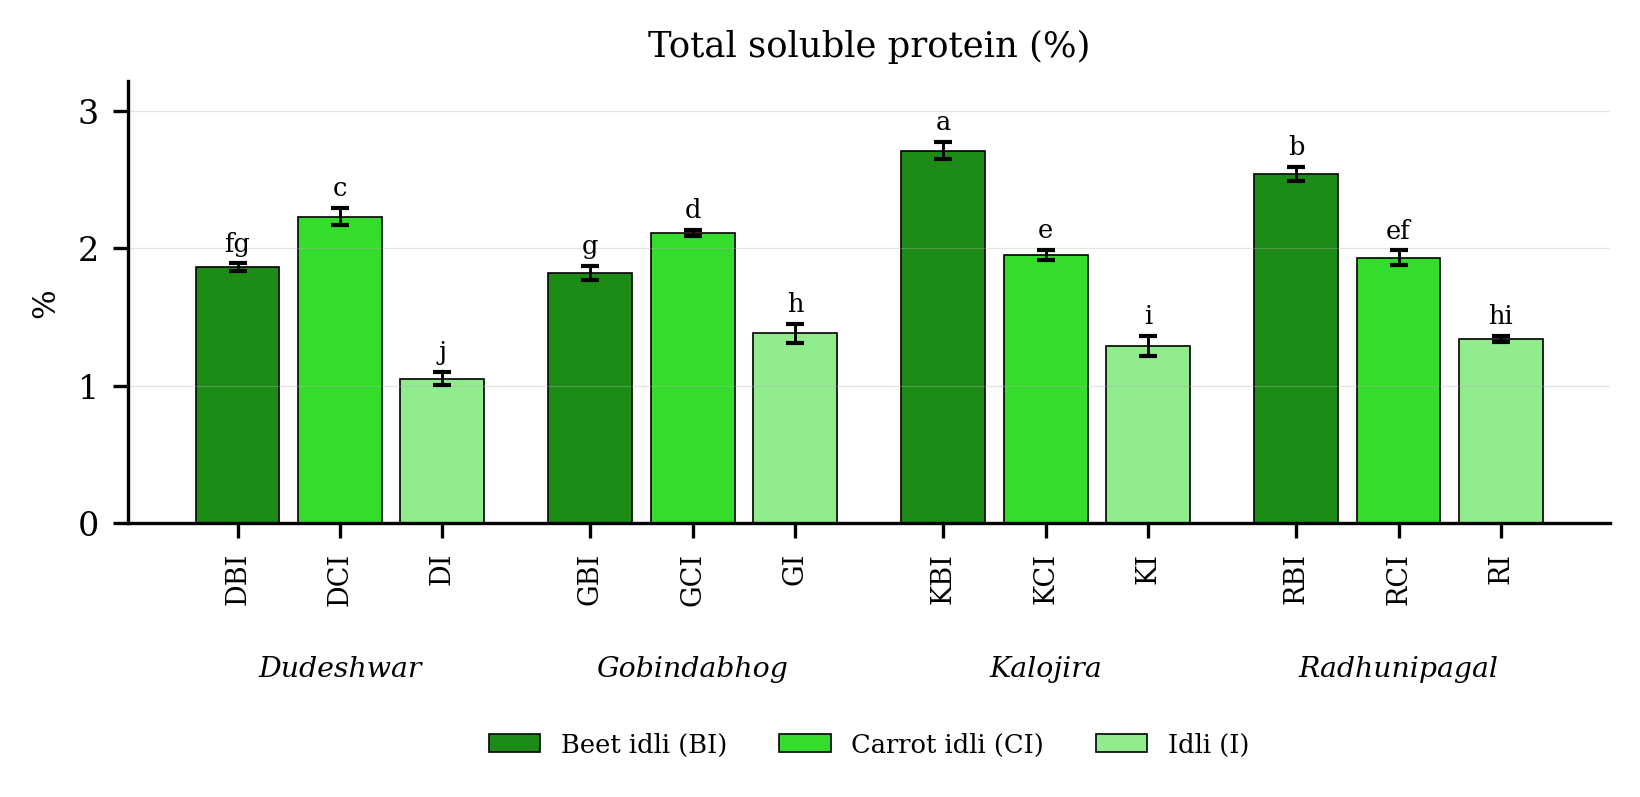 Total soluble protein (%)
%
3
2
1
0
fg
c
j
g
d
h
a
e
i
b
ef
hi
DBI
DCI
DI
GBI
GCI
GI
KBI
KCI
KI
RBI
RCI
RI
Dudeshwar
Gobindabhog
Kalojira
Radhunipagal
Beet idli (BI)
Carrot idli (CI)
Idli (I)